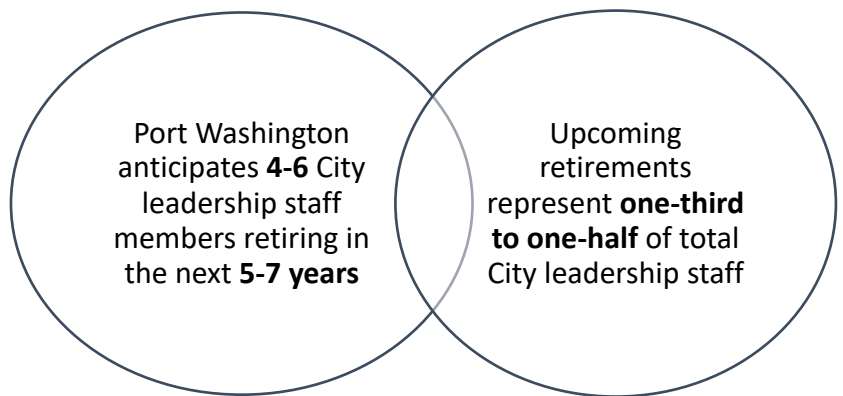 Port Washington
anticipates 4-6 City
leadership staff
members retiring in
the next 5-7 years
Upcoming
retirements
represent one-third
to one-half of total
City leadership staff